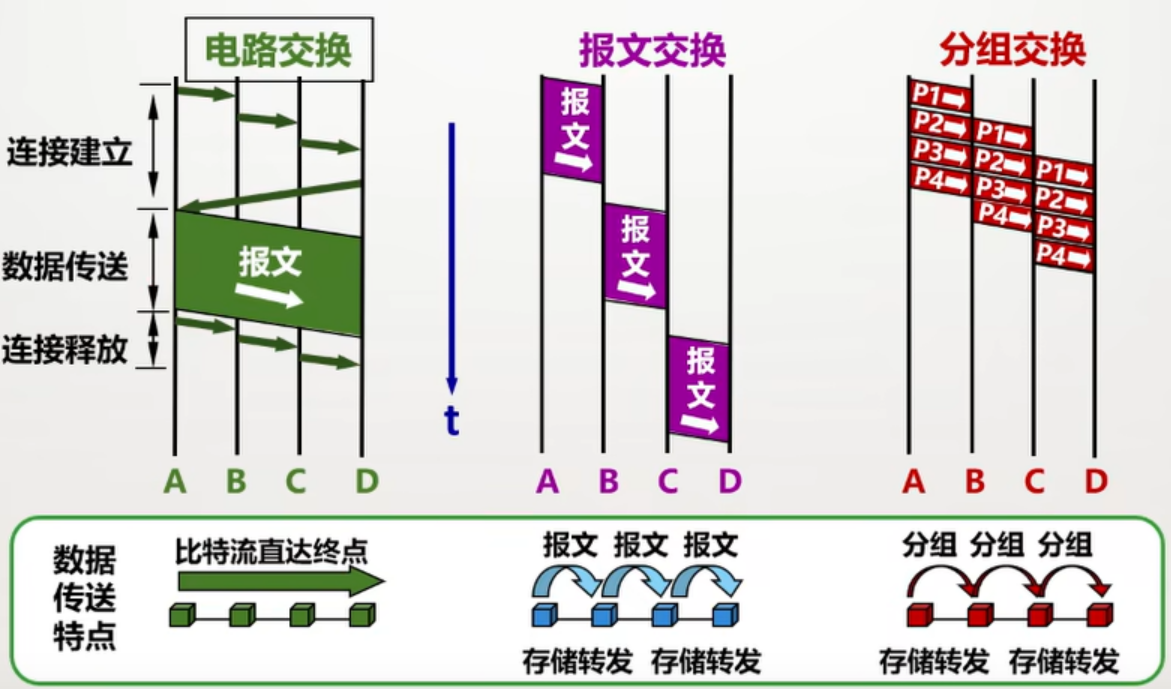 电路交换
报文交换
分组交换
连接建立
数据传送
连接释放
报文
t
报文
报文
报文
P1
P2
P3
P4
P1
P2
P3
P4
P1
P2
P3
P4
A B C D
A B C D
A B C D
数据
传送
特点
比特流直达终点
报文 报文 报文
存储转发 存储转发
分组 分组 分组
存储转发 存储转发